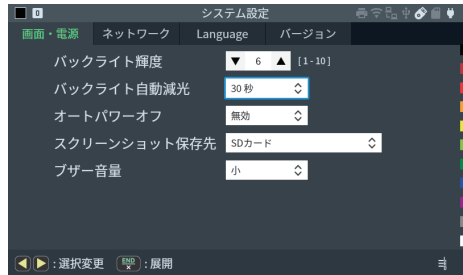 0 システム設定
画面・電源 ネットワーク Language バージョン
バックライト輝度 ▼ 6 ▲ [1-10]
バックライト自動減光 30秒
オートパワーオフ 無効
スクリーンショット保存先 SDカード
ブザー音量 小
◀▶:選択変更 END× :展開